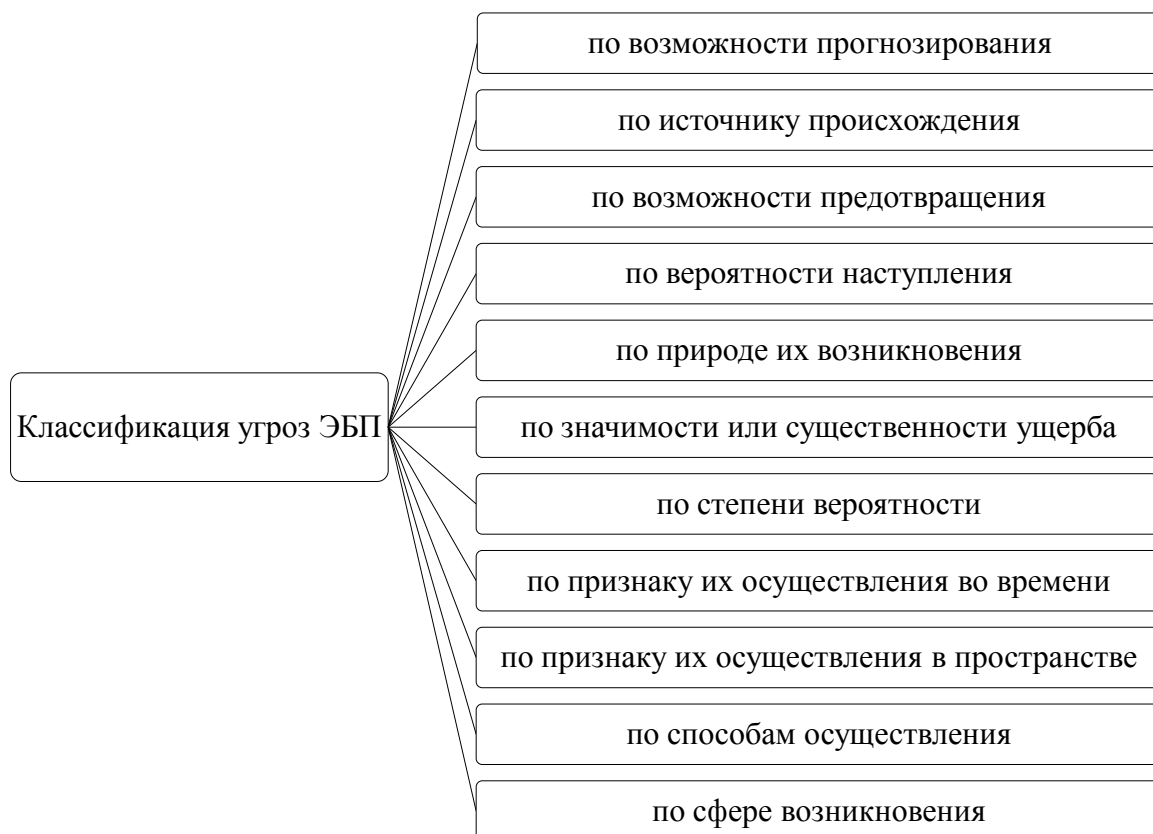 по возможности прогнозирования
по источнику происхождения
по возможности предотвращения
по вероятности наступления
по природе их возникновения
Классификация угроз ЭБП
по значимости или существенности ущерба
по степени вероятности
по признаку их осуществления во времени
по признаку их осуществления в пространстве
по способам осуществления
по сфере возникновения